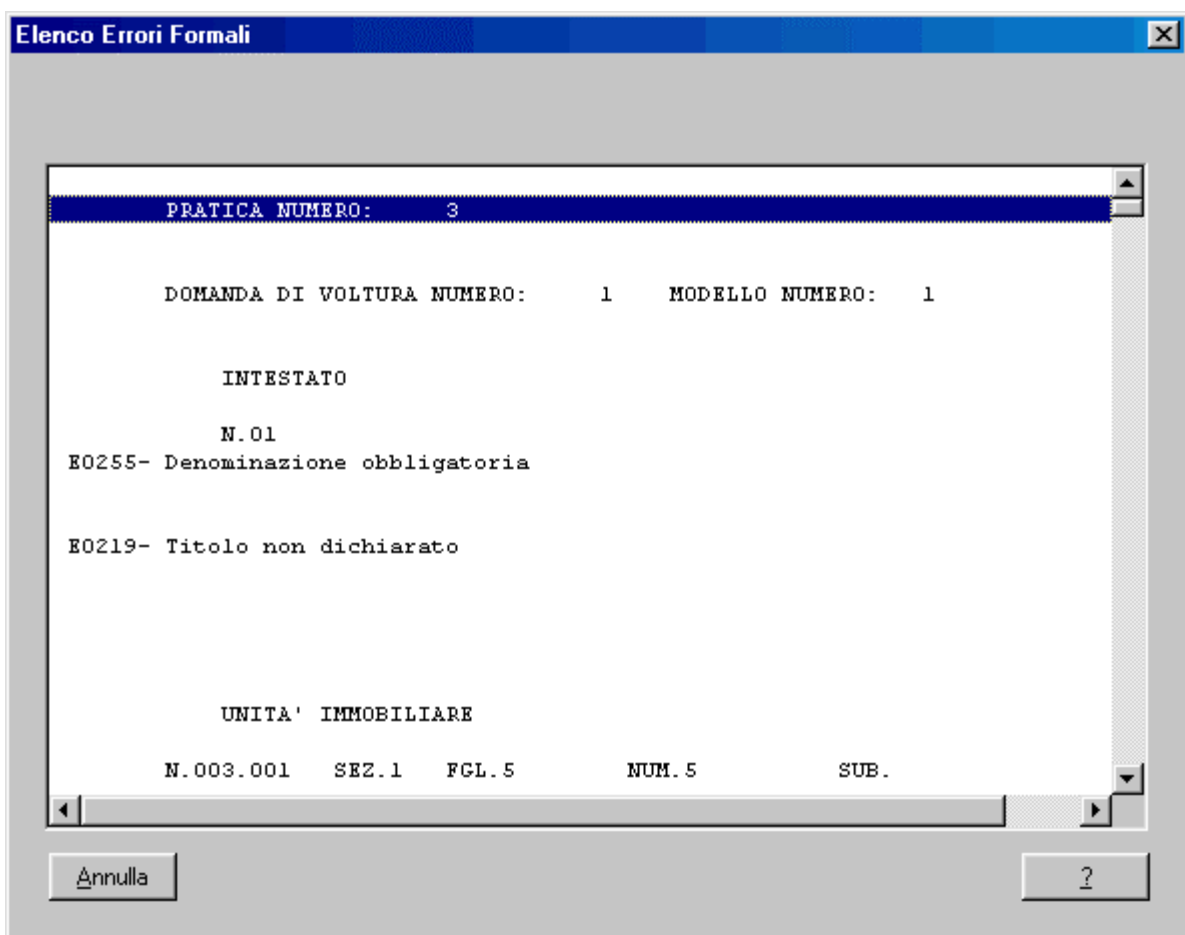 Elenco Errori Formali
PRATICA NUMERO: 3
DOMANDA DI VOLTURA NUMERO: 1 MODELLO NUMERO: 1
INTESTATO
N.01
E0255- Denominazione obbligatoria
E0219- Titolo non dichiarato
UNITA' IMMOBILIARE
N.003.001 SEZ.1 FGL.5 NUM.5 SUB.
Annulla ?